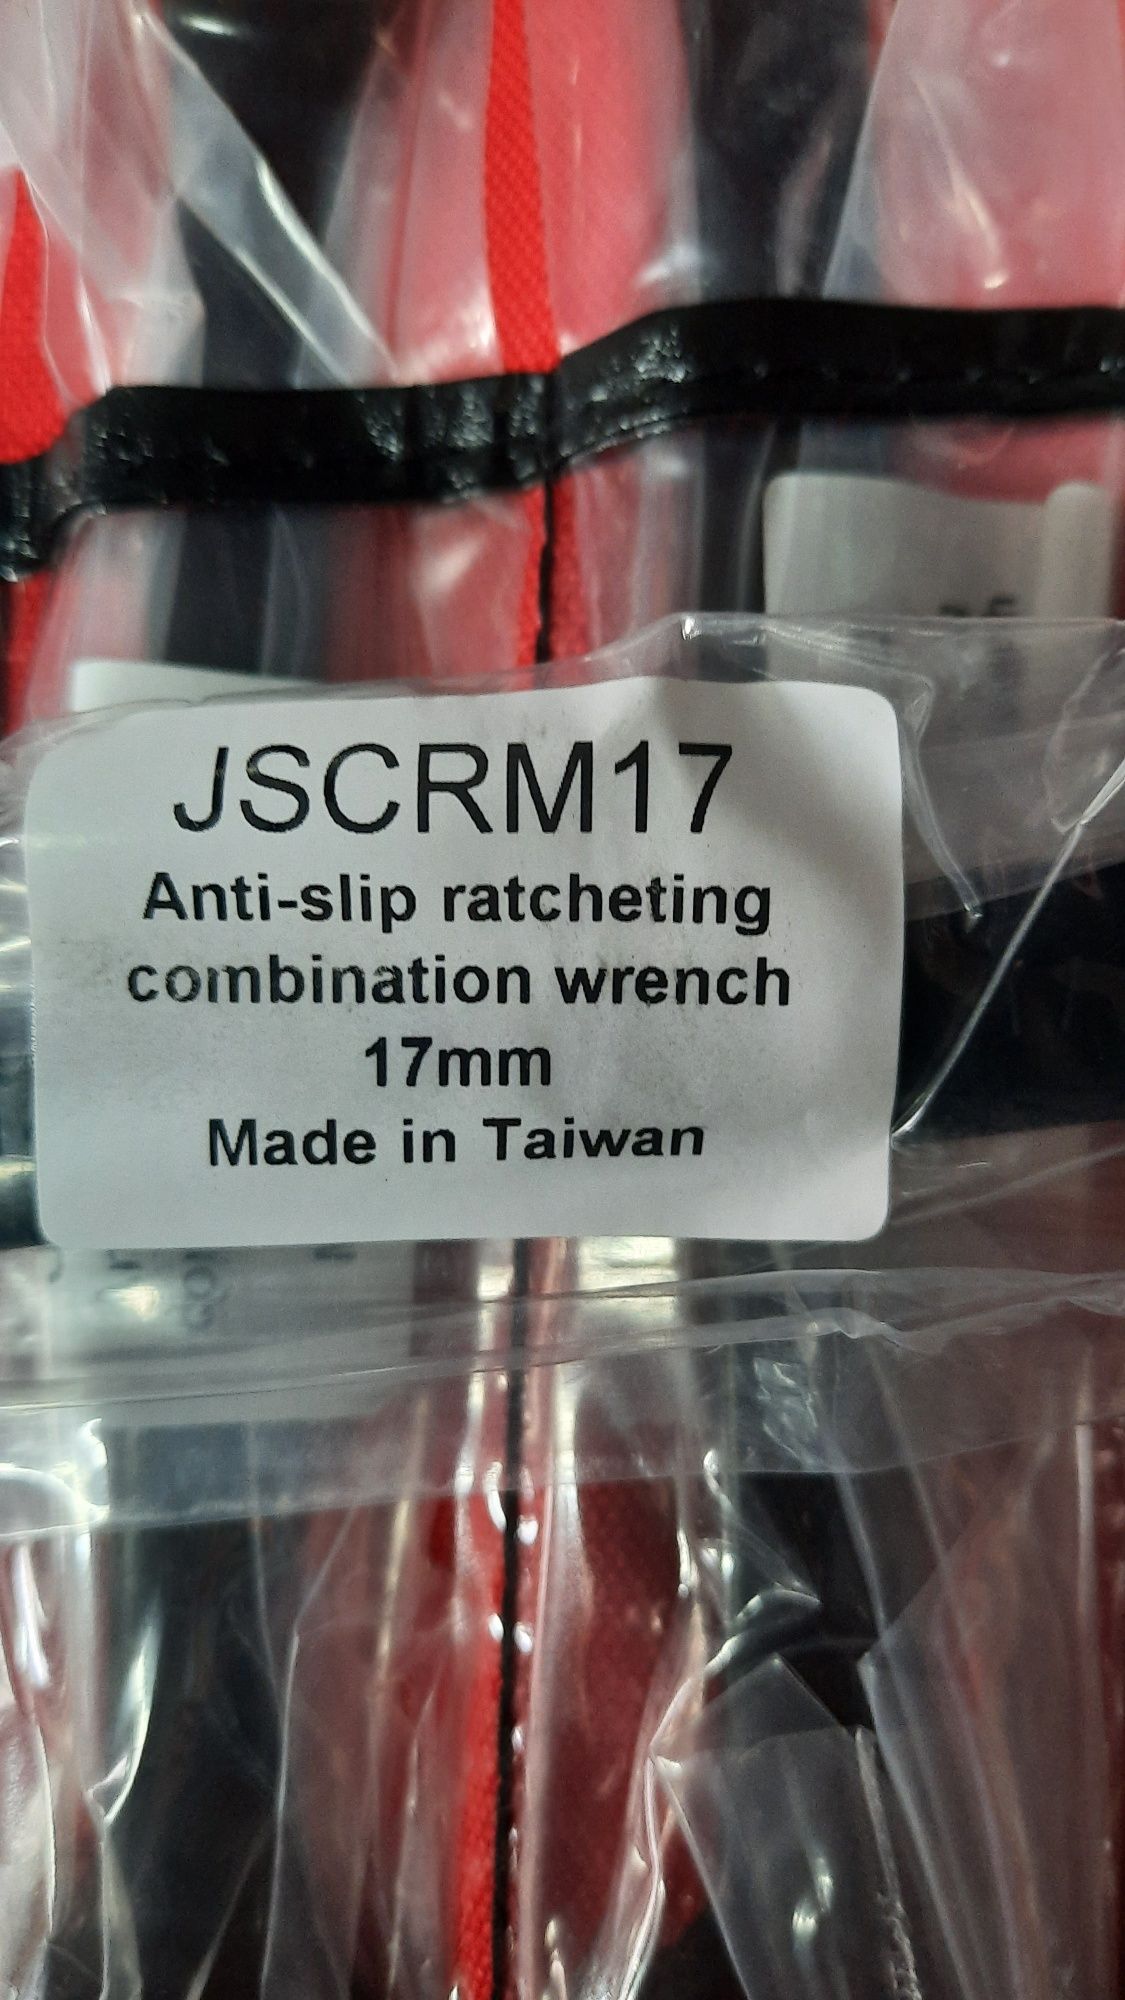 JSCRM17
Anti-slip ratcheting
combination wrench
17mm
Made in Taiwan